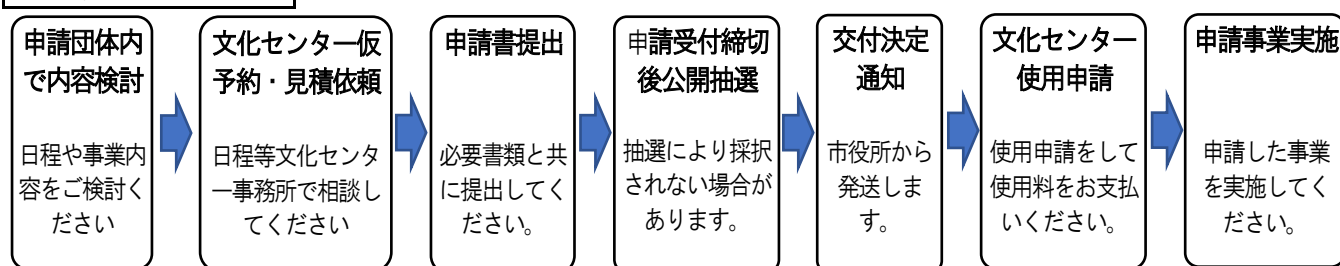 申請団体内
で内容検討
日程や事業内
容をご検討く
ださい
文化センター仮
予約・見積依頼
日程等文化センタ
ー事務所で相談し
てください
申請書提出
必要書類と共
に提出してく
ださい。
申請受付締切
後公開抽選
抽選により採択
されない場合が
あります。
交付決定
通知
市役所から
発送しま
す。
文化センター
使用申請
使用申請をして
使用料をお支払
いください。
申請事業実施
申請した事業
を実施してく
ださい。